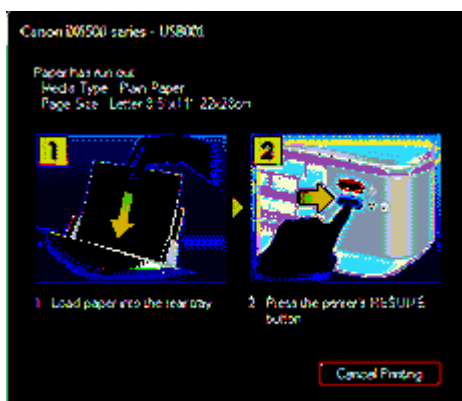 Canon iX6500 series - USB001
Paper has run out.
Media Type : Plain Paper
Page Size : Letter 8.5"x11" 22x28cm
1
2
1 Load paper into the rear tray
2 Press the printer's RESUME
button
Cancel Printing